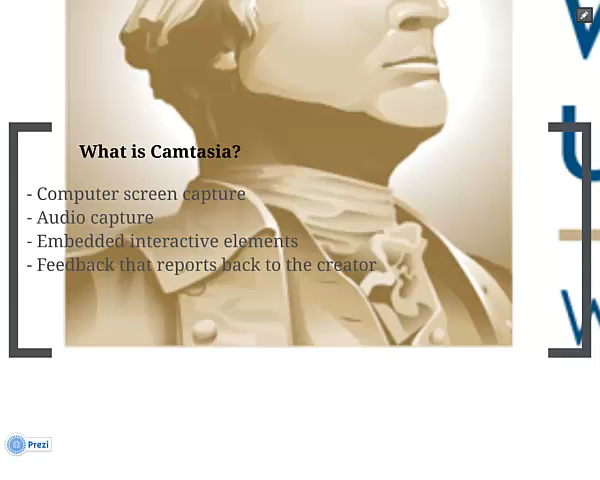 What is Camtasia?
- Computer screen capture
- Audio capture
- Embedded interactive elements
- Feedback that reports back to the creator
Prezi